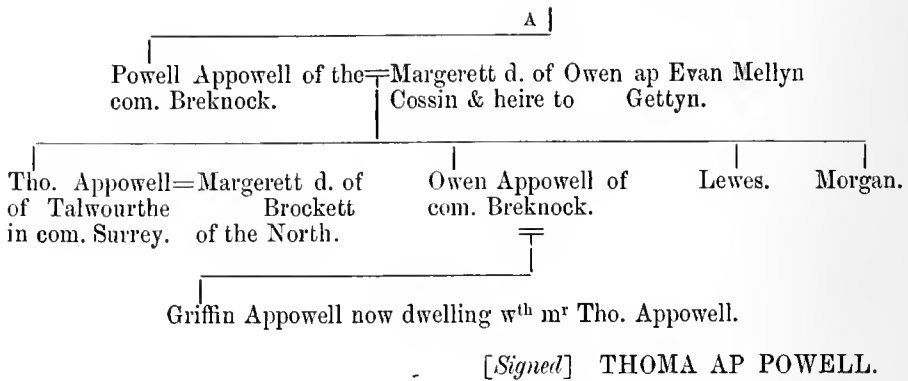 A
Powell Appowell of the Margerett d. of Owen ap Evan Mellyn
com. Breknock. Cossin & heire to Gettyn.
Tho. Appowell=Margerett d. of Owen Appowell of Lewes. Morgan.
of Talwourthe Brockett com. Breknock.
in com. Surrey. of the North.
Griffin Appowell now dwelling wth mr Tho. Appowell.
[Signed] THOMA AP POWELL.